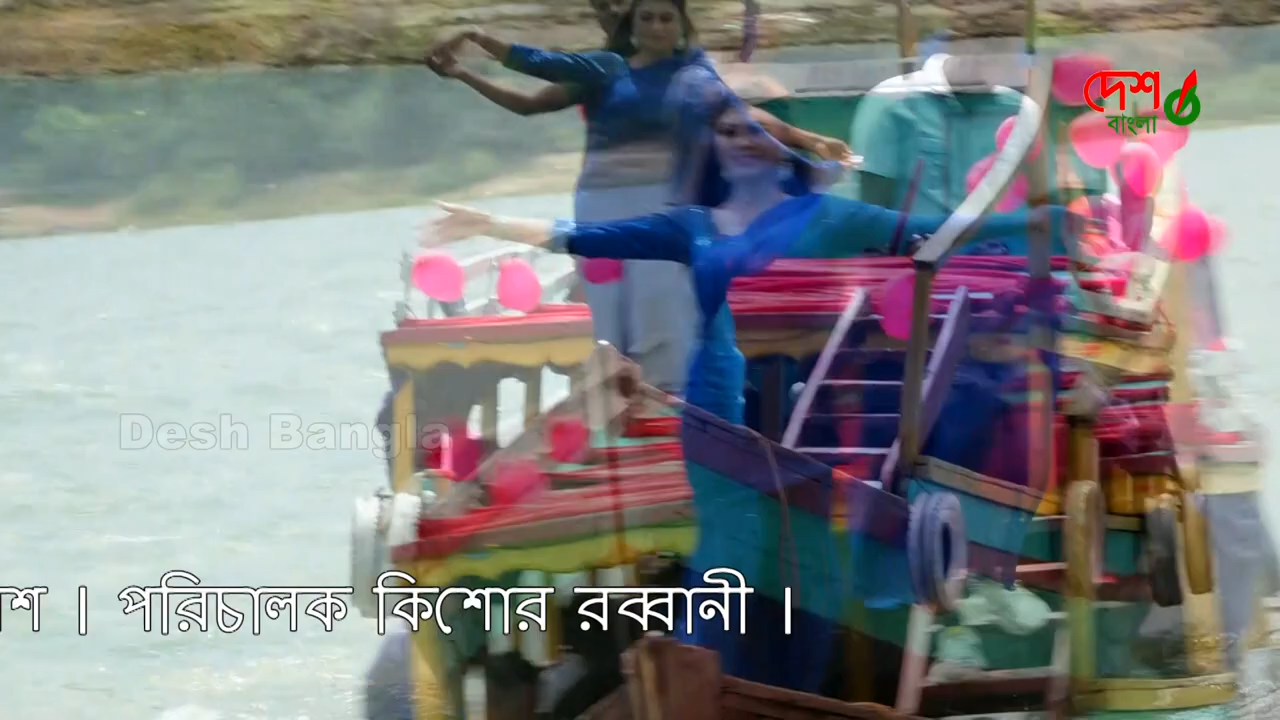 দেশ
বাংলা
Desh Bangla
। পরিচালক কিশোর রব্বানী ।